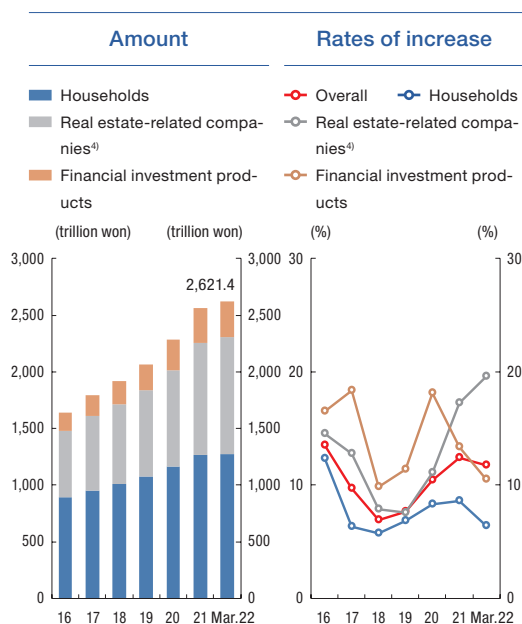 Amount
Households
Real estate-related compa-
nies4)
Financial investment prod-
ucts
(trillion won) (trillion won)
3,000 3,000
2,621.4
2,500 2,500
2,000 2,000
1,500 1,500
1,000 1,000
500 500
0 0
16 17 18 19 20 21 Mar.22
Rates of increase
Overall Households
Real estate-related compa-
nies4)
Financial investment prod-
ucts
(%) (%)
30 30
20 20
10 10
0 0
16 17 18 19 20 21 Mar.22